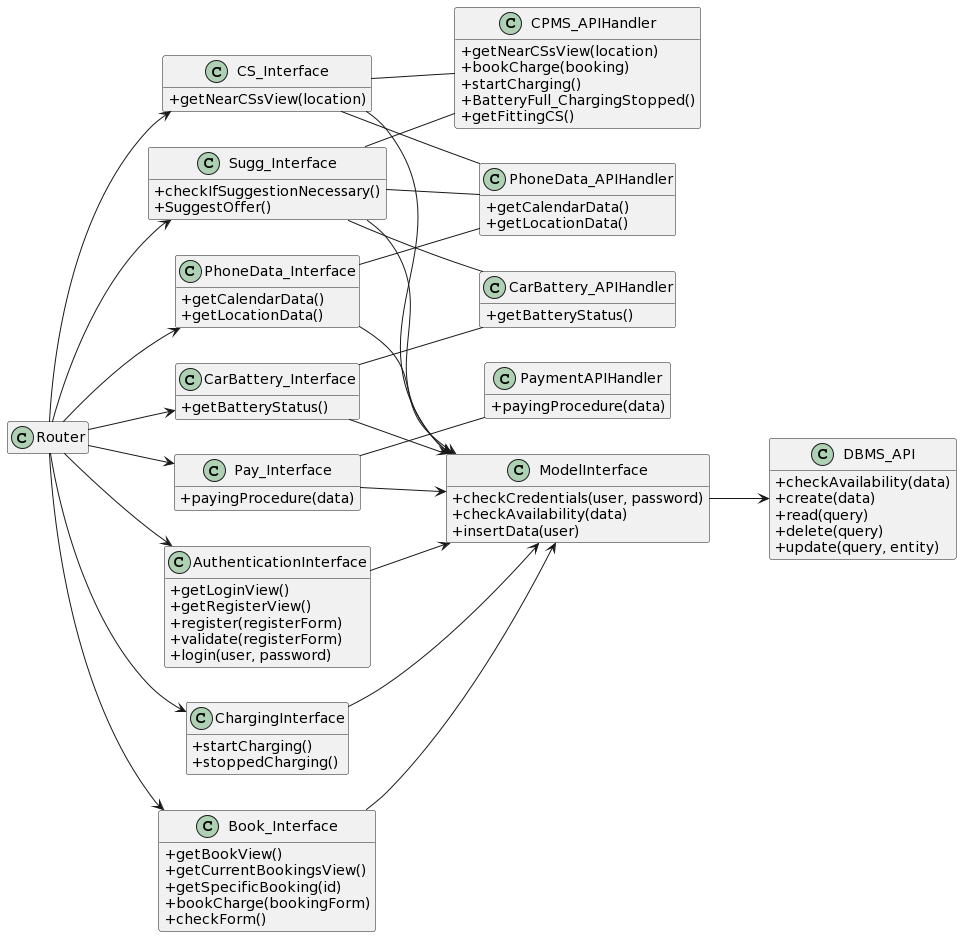 C CPMS_APIHandler
+getNearCSsView(location)
+bookCharge(booking)
+startCharging()
+BatteryFull_ChargingStopped()
+getFittingCS()
C CS_Interface
+getNearCSsView(location)
C Sugg_Interface
+checkIfSuggestionNecessary()
+SuggestOffer()
C PhoneData_APIHandler
+getCalendarData()
+getLocationData()
C PhoneData_Interface
+getCalendarData()
+getLocationData()
C CarBattery_APIHandler
+getBatteryStatus()
C CarBattery_Interface
+getBatteryStatus()
C PaymentAPIHandler
+payingProcedure(data)
C Router
C Pay_Interface
+payingProcedure(data)
C ModelInterface
+checkCredentials(user, password)
+checkAvailability(data)
+insertData(user)
C DBMS_API
+checkAvailability(data)
+create(data)
+read(query)
+delete(query)
+update(query, entity)
C AuthenticationInterface
+getLoginView()
+getRegisterView()
+register(registerForm)
+validate(registerForm)
+login(user, password)
C ChargingInterface
+startCharging()
+stoppedCharging()
C Book_Interface
+getBookView()
+getCurrentBookingsView()
+getSpecificBooking(id)
+bookCharge(bookingForm)
+checkForm()